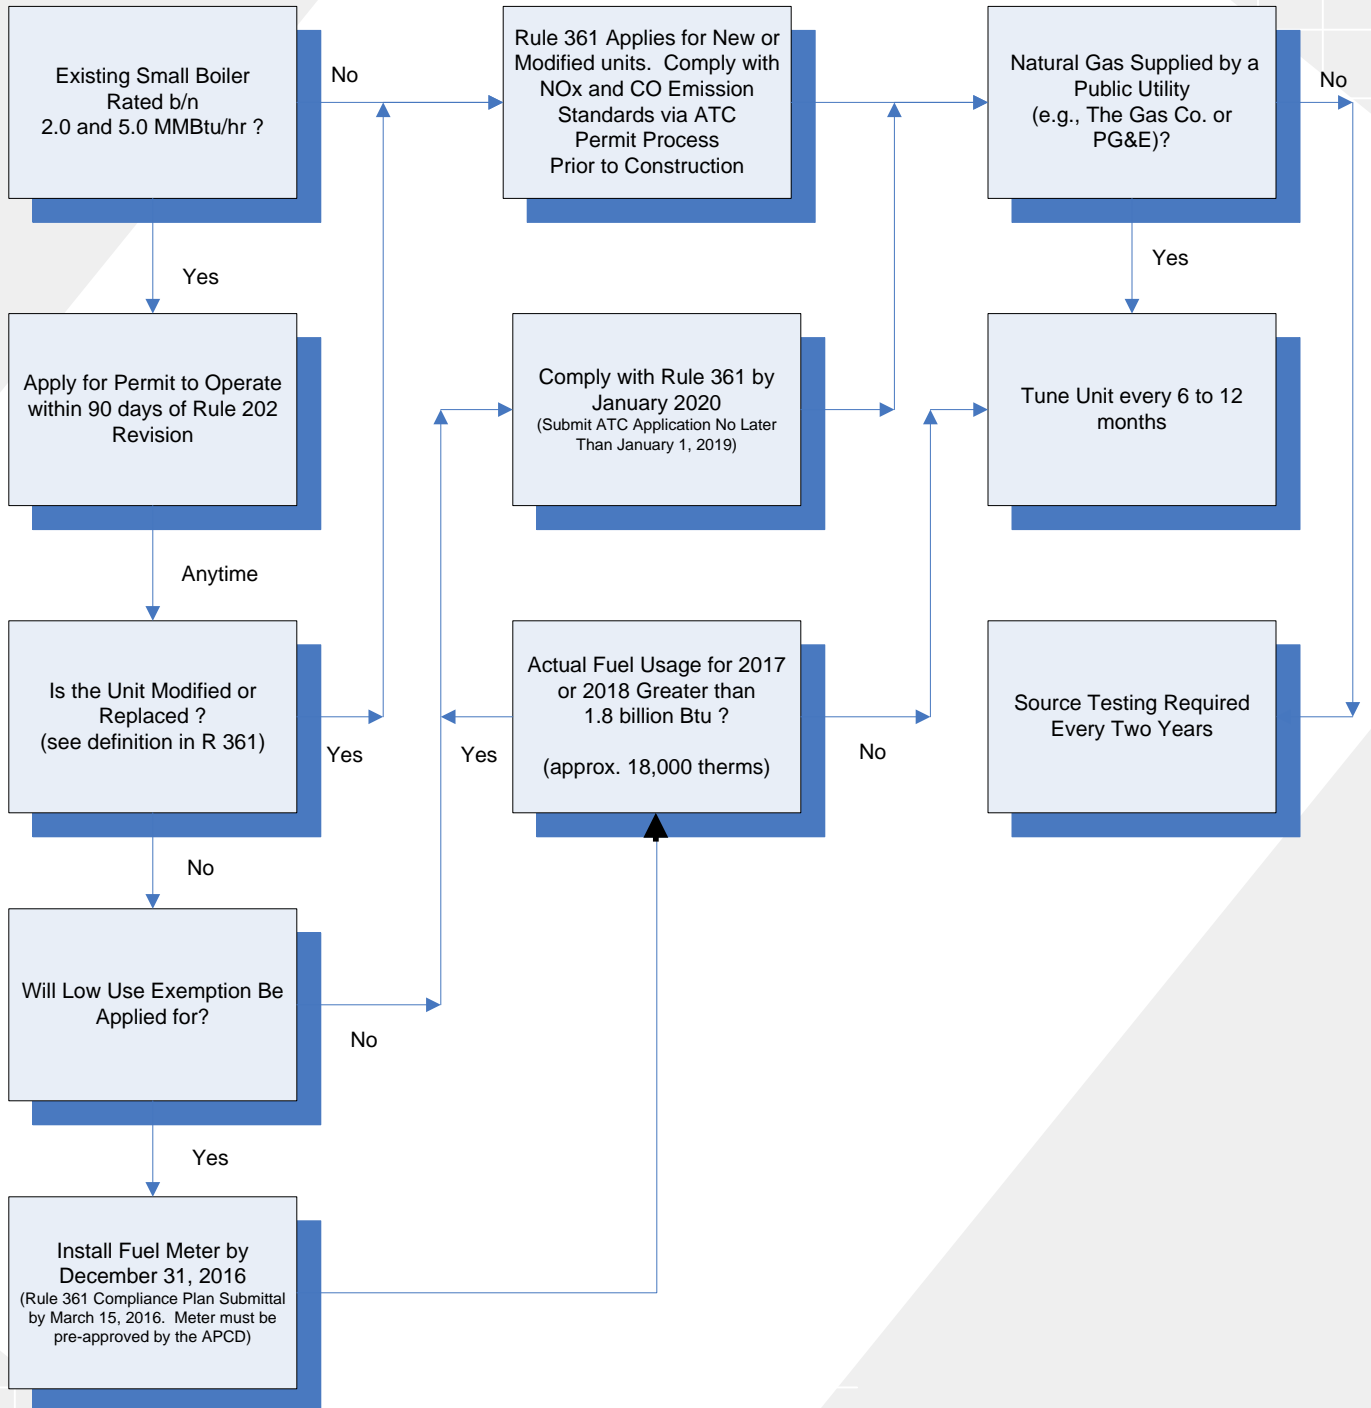 Existing Small Boiler
Rated b/n
2.0 and 5.0 MMBtu/hr ?
No
Rule 361 Applies for New or
Modified units.  Comply with
NOx and CO Emission
Standards via ATC
Permit Process
Prior to Construction
Natural Gas Supplied by a
Public Utility
(e.g., The Gas Co. or
PG&E)?
No
Yes
Yes
Apply for Permit to Operate
within 90 days of Rule 202
Revision
Comply with Rule 361 by
January 2020
(Submit ATC Application No Later
Than January 1, 2019)
Tune Unit every 6 to 12
months
Anytime
Is the Unit Modified or
Replaced ?
(see definition in R 361)
Yes
Yes
Actual Fuel Usage for 2017
or 2018 Greater than
1.8 billion Btu ?
(approx. 18,000 therms)
No
Source Testing Required
Every Two Years
No
Will Low Use Exemption Be
Applied for?
No
Yes
Install Fuel Meter by
December 31, 2016
(Rule 361 Compliance Plan Submittal
by March 15, 2016.  Meter must be
pre-approved by the APCD)